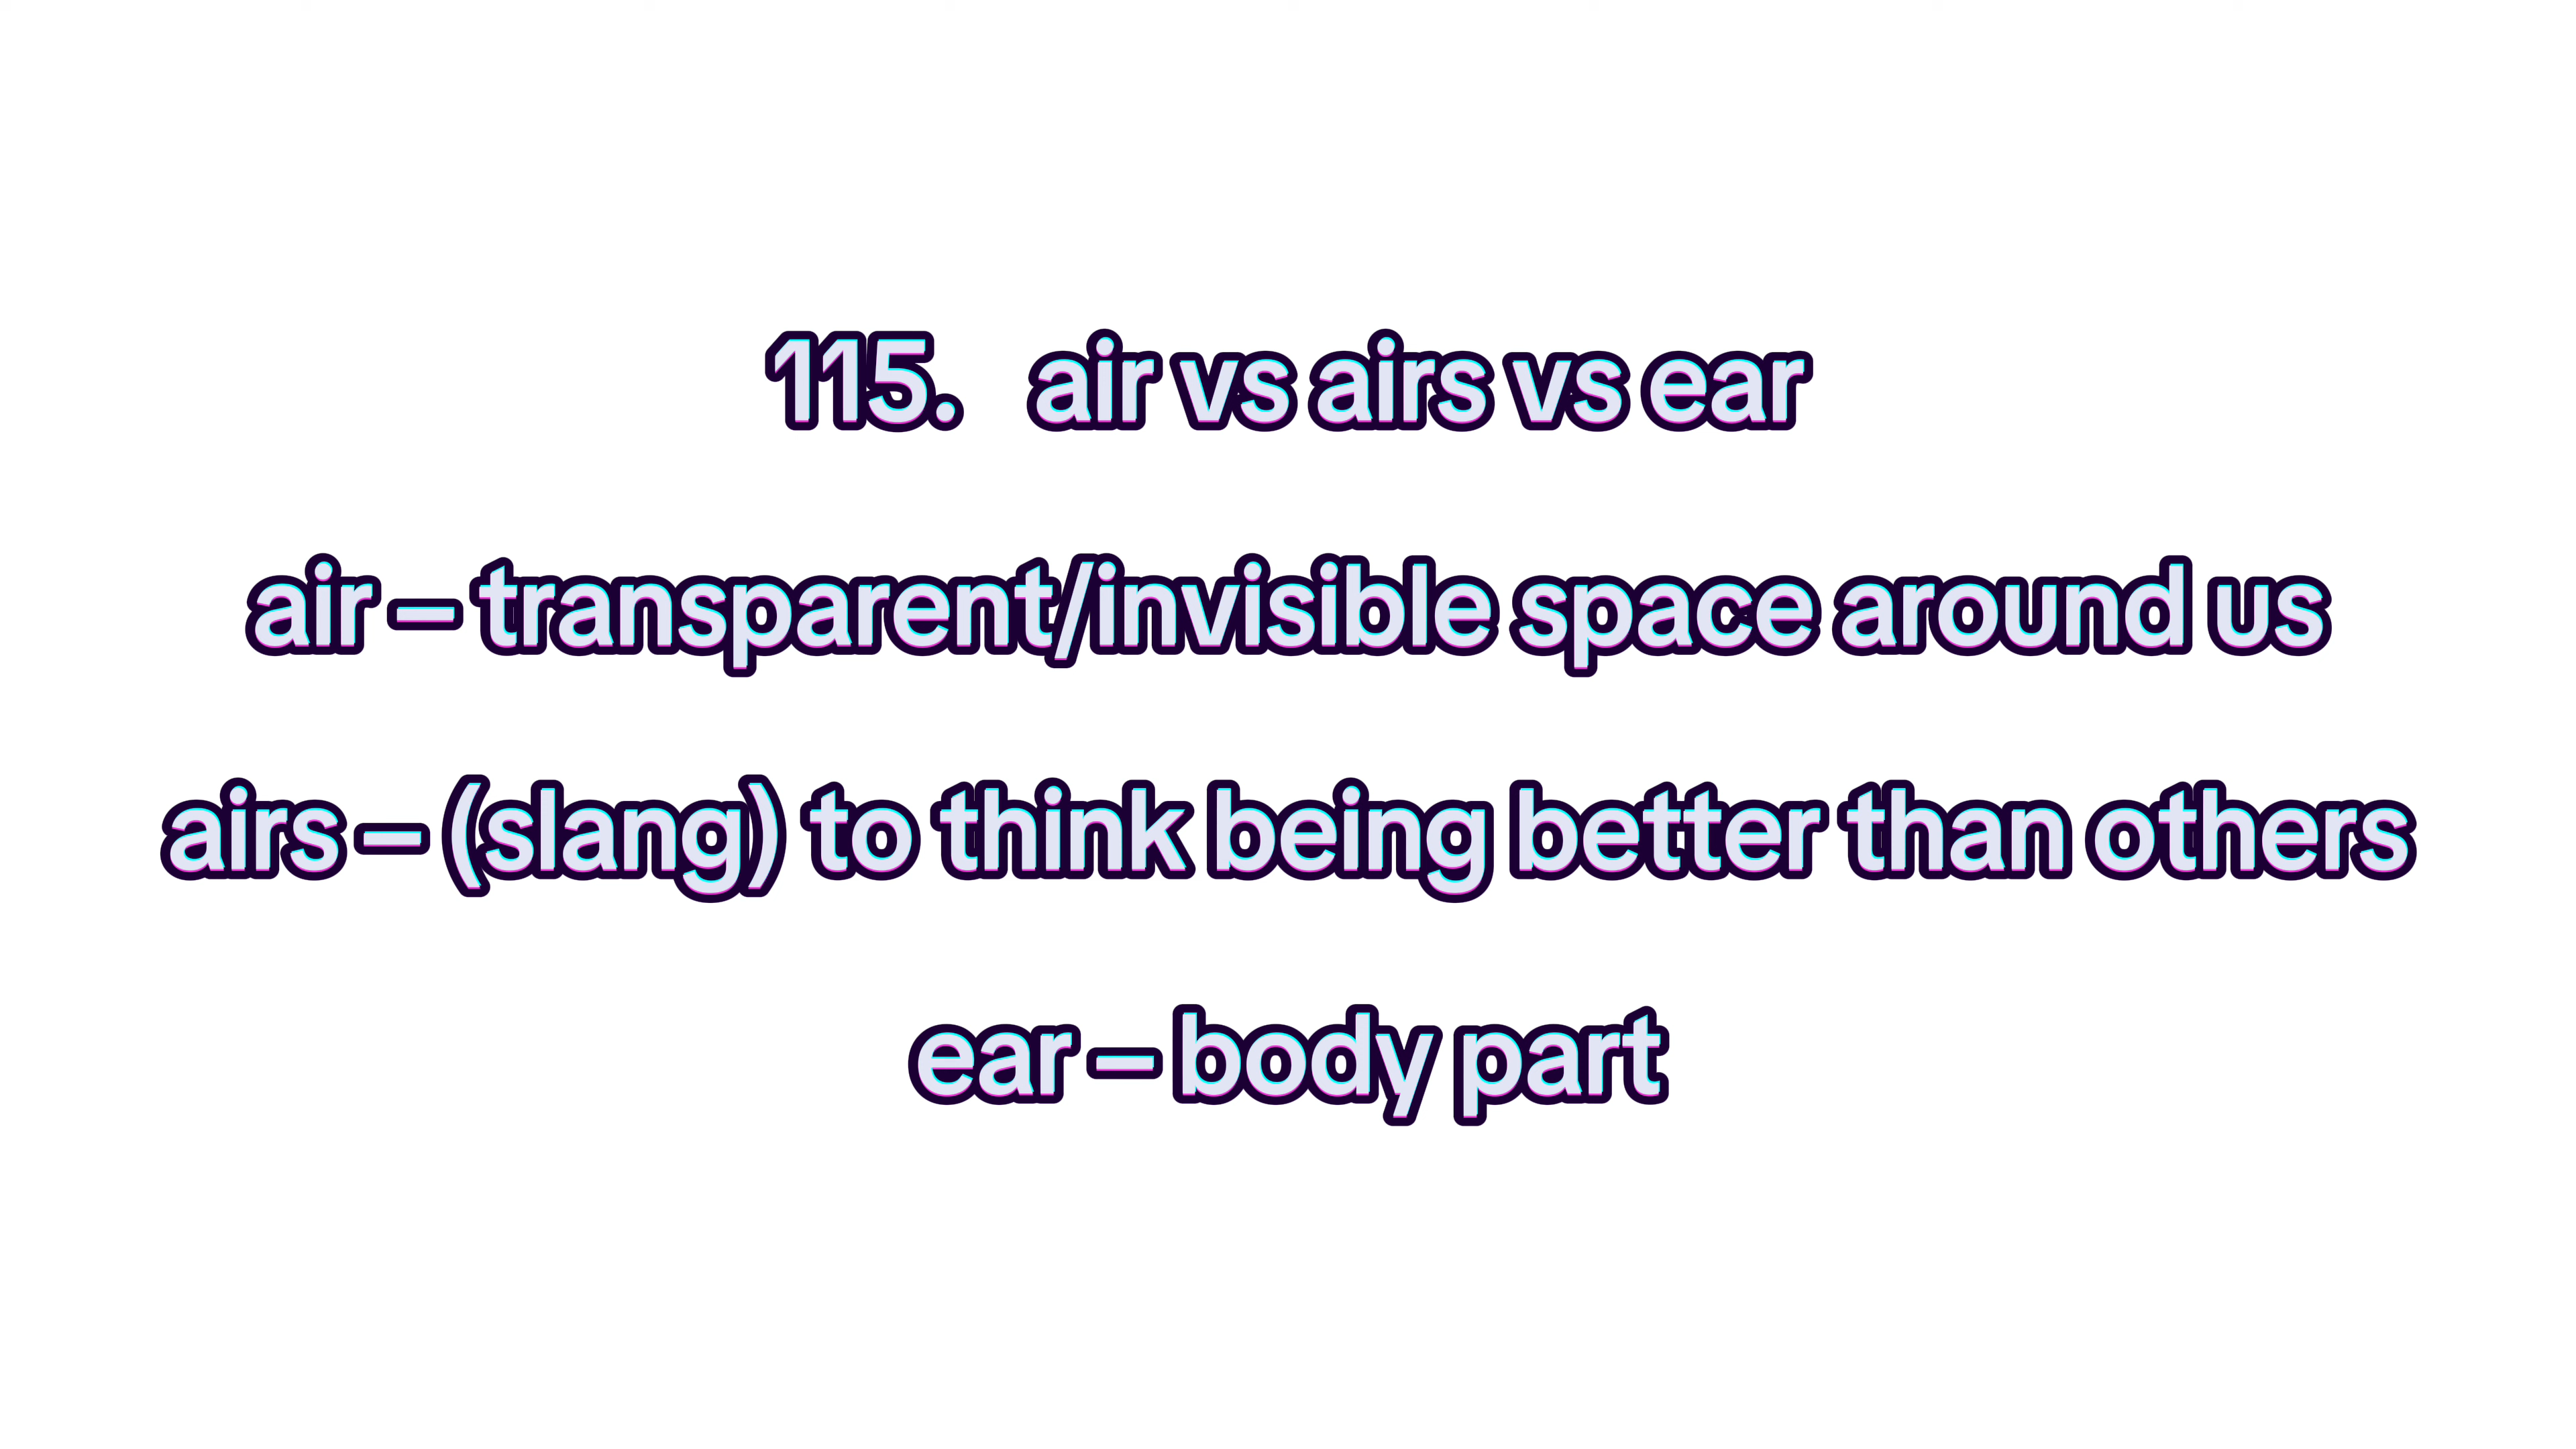 115. air vs airs vs ear
air – transparent/invisible space around us
airs – (slang) to think being better than others
ear – body part